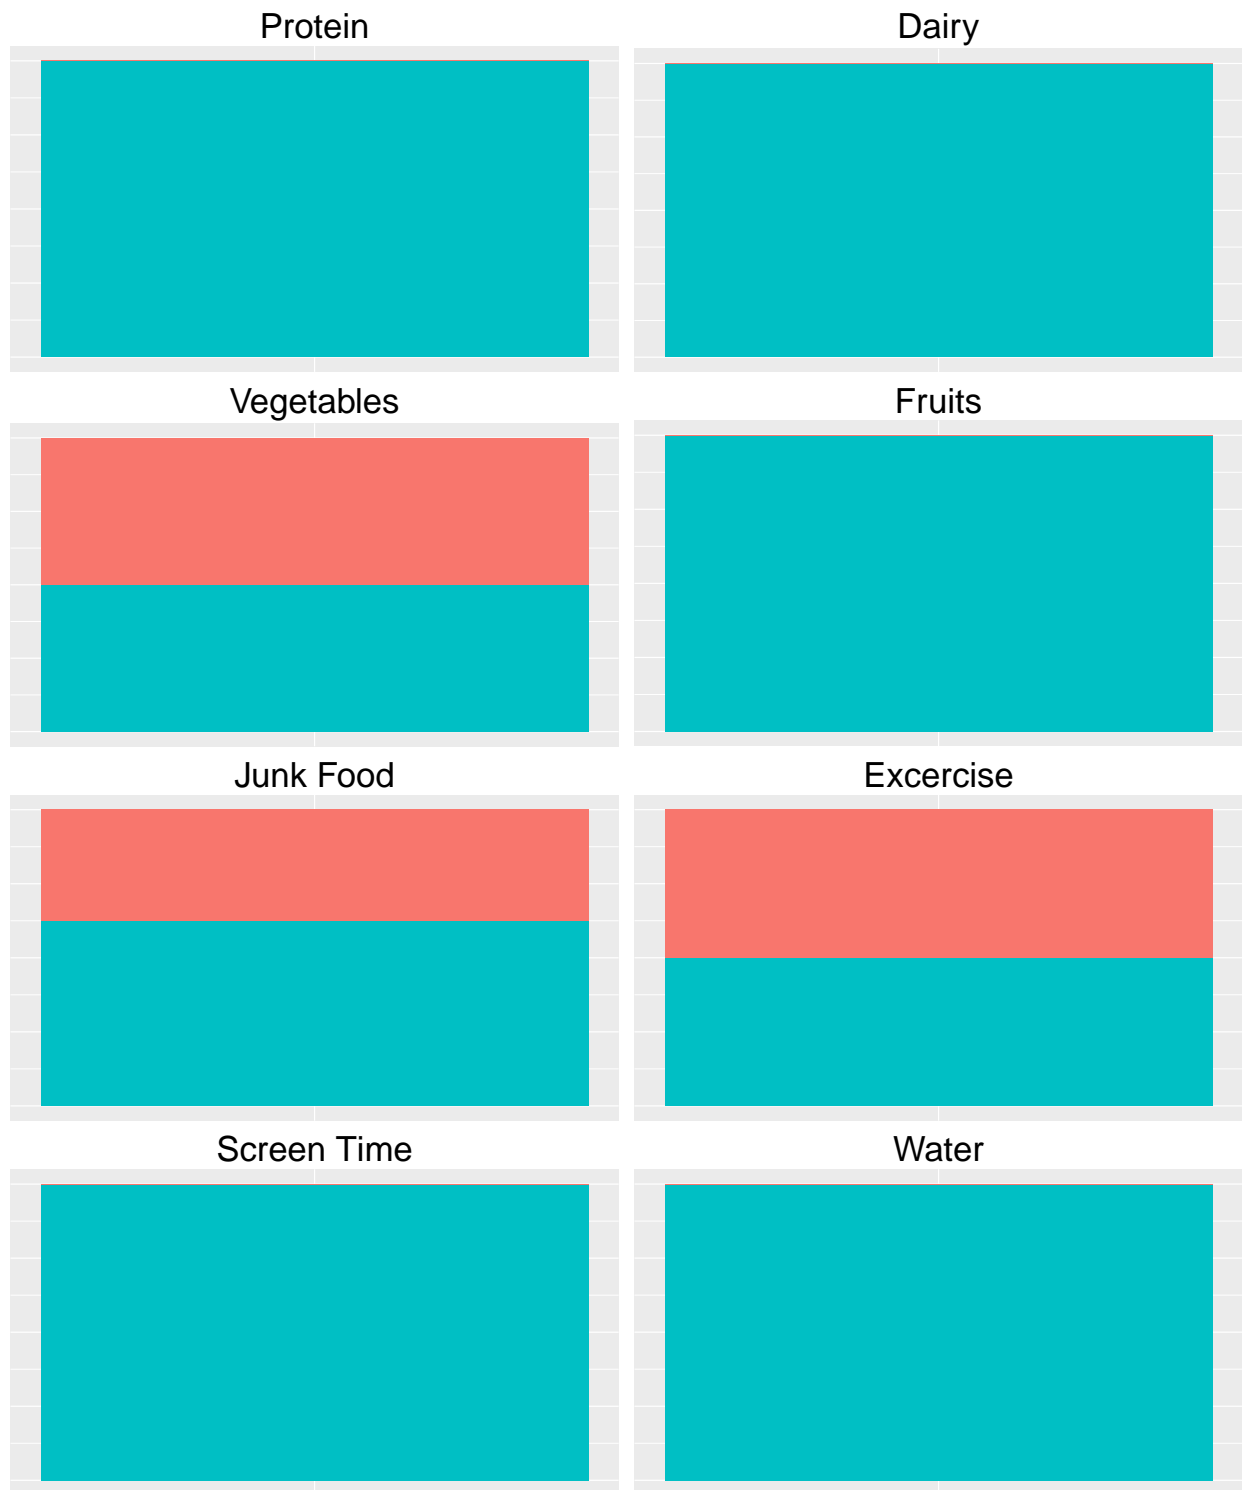 Protein
Dairy
Vegetables
Fruits
Junk Food
Excercise
Screen Time
Water